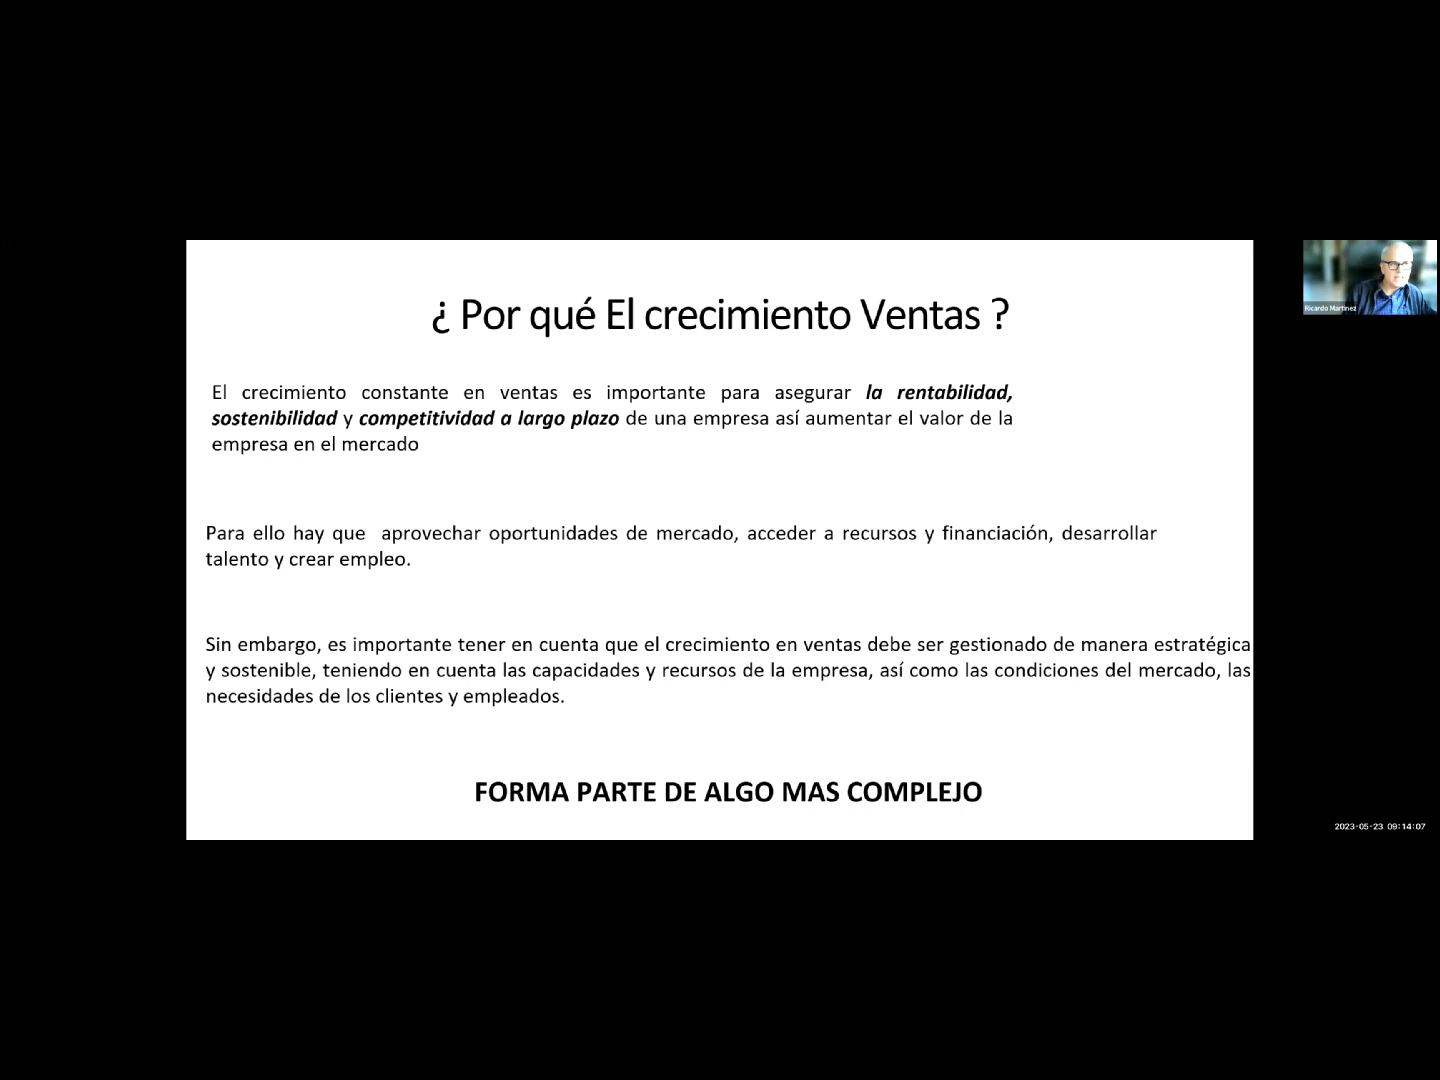 ¿ Por qué El crecimiento Ventas ?
El crecimiento constante en ventas es importante para asegurar la rentabilidad,
sostenibilidad y competitividad a largo plazo de una empresa así aumentar el valor de la
empresa en el mercado
Para ello hay que aprovechar oportunidades de mercado, acceder a recursos y financiación, desarrollar
talento y crear empleo.
Sin embargo, es importante tener en cuenta que el crecimiento en ventas debe ser gestionado de manera estratégica
y sostenible, teniendo en cuenta las capacidades y recursos de la empresa, así como las condiciones del mercado, las
necesidades de los clientes y empleados.
FORMA PARTE DE ALGO MAS COMPLEJO
Ricardo Martinez
2023-05-23 09:14:07